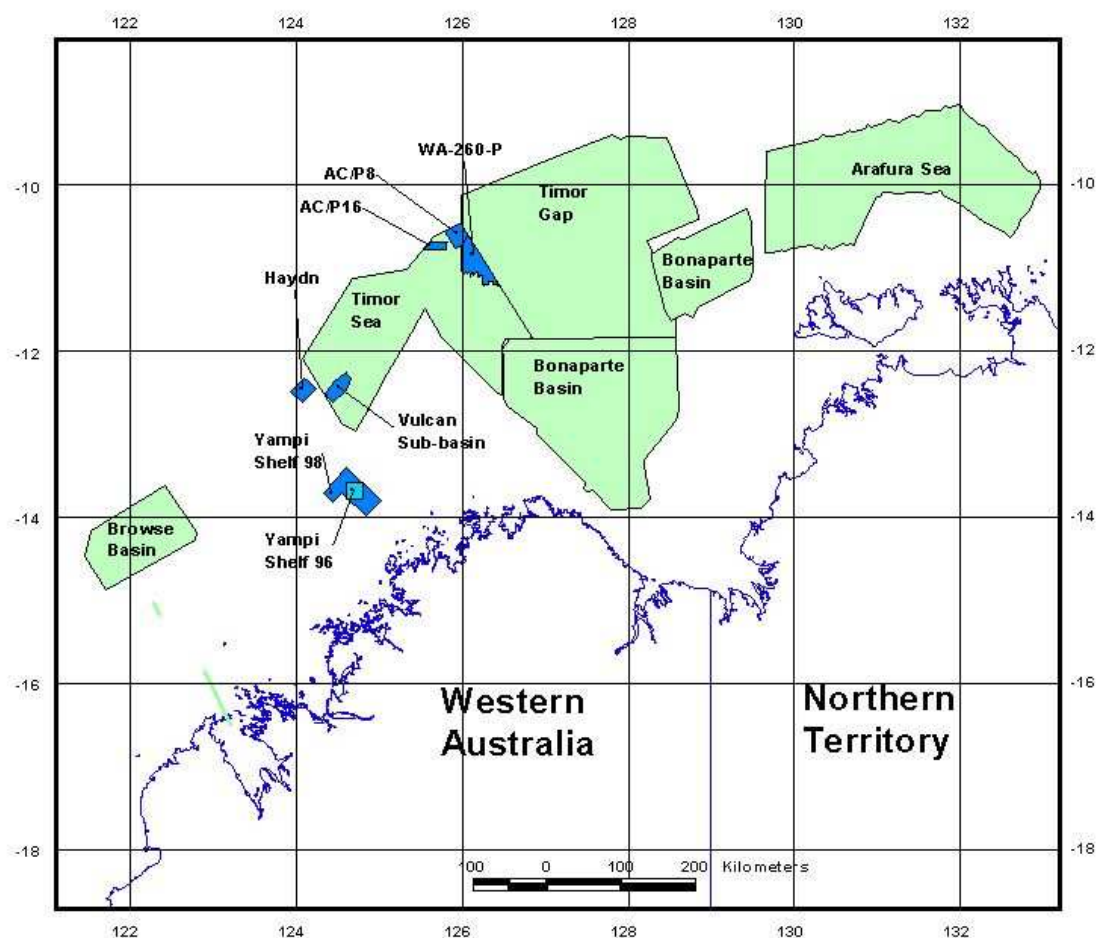 122 124 126 128 130 132
WA-260-P
AC/P8
Arafura Sea
-10 -10
Timor
Gap
AC/P16
Bonaparte
Basin
Haydn
Timor
Sea
-12 -12
Bonaparte
Basin
Vulcan
Sub-basin
Yampi
Shelf 98
-14 -14
Browse
Basin
Yampi
Shelf 96
-16 -16
Western
Australia
Northern
Territory
-18 -18
00 0 100 200 Kilometers
122 124 126 128 130 132